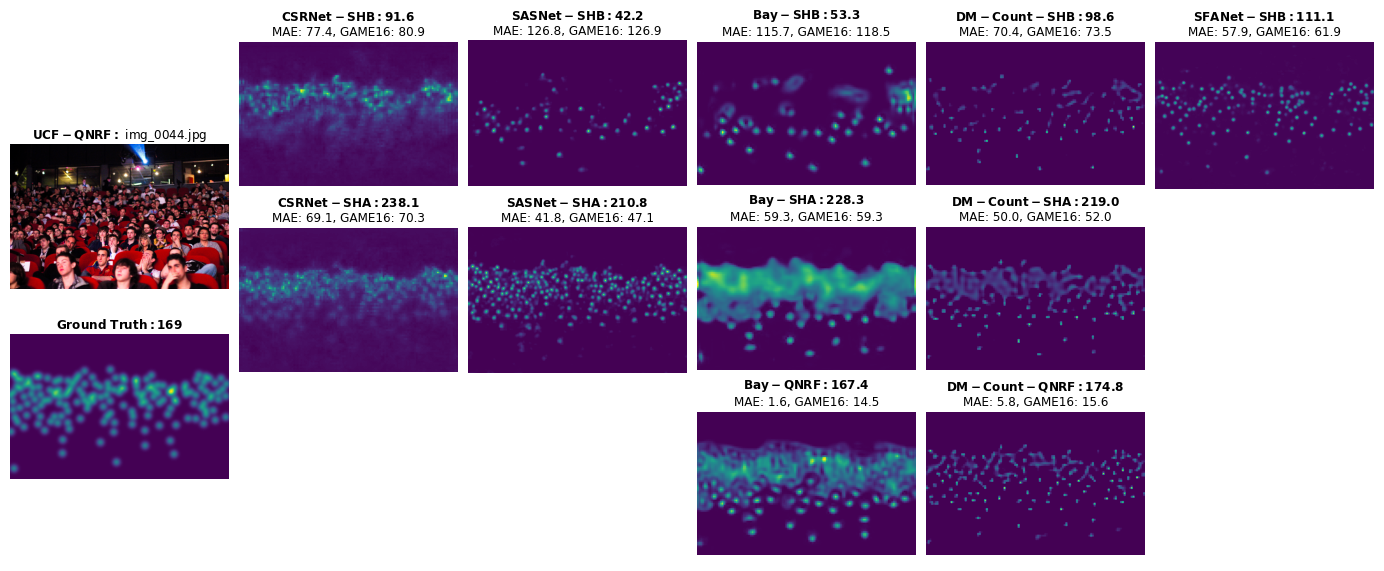 CSRNet − SHB : 91.6
MAE: 77.4, GAME16: 80.9
SASNet − SHB : 42.2
MAE: 126.8, GAME16: 126.9
Bay − SHB : 53.3
MAE: 115.7, GAME16: 118.5
DM − Count − SHB : 98.6
MAE: 70.4, GAME16: 73.5
SFANet − SHB : 111.1
MAE: 57.9, GAME16: 61.9
UCF − QNRF : img_0044.jpg
CSRNet − SHA : 238.1
MAE: 69.1, GAME16: 70.3
SASNet − SHA : 210.8
MAE: 41.8, GAME16: 47.1
Bay − SHA : 228.3
MAE: 59.3, GAME16: 59.3
DM − Count − SHA : 219.0
MAE: 50.0, GAME16: 52.0
Ground Truth : 169
Bay − QNRF : 167.4
MAE: 1.6, GAME16: 14.5
DM − Count − QNRF : 174.8
MAE: 5.8, GAME16: 15.6